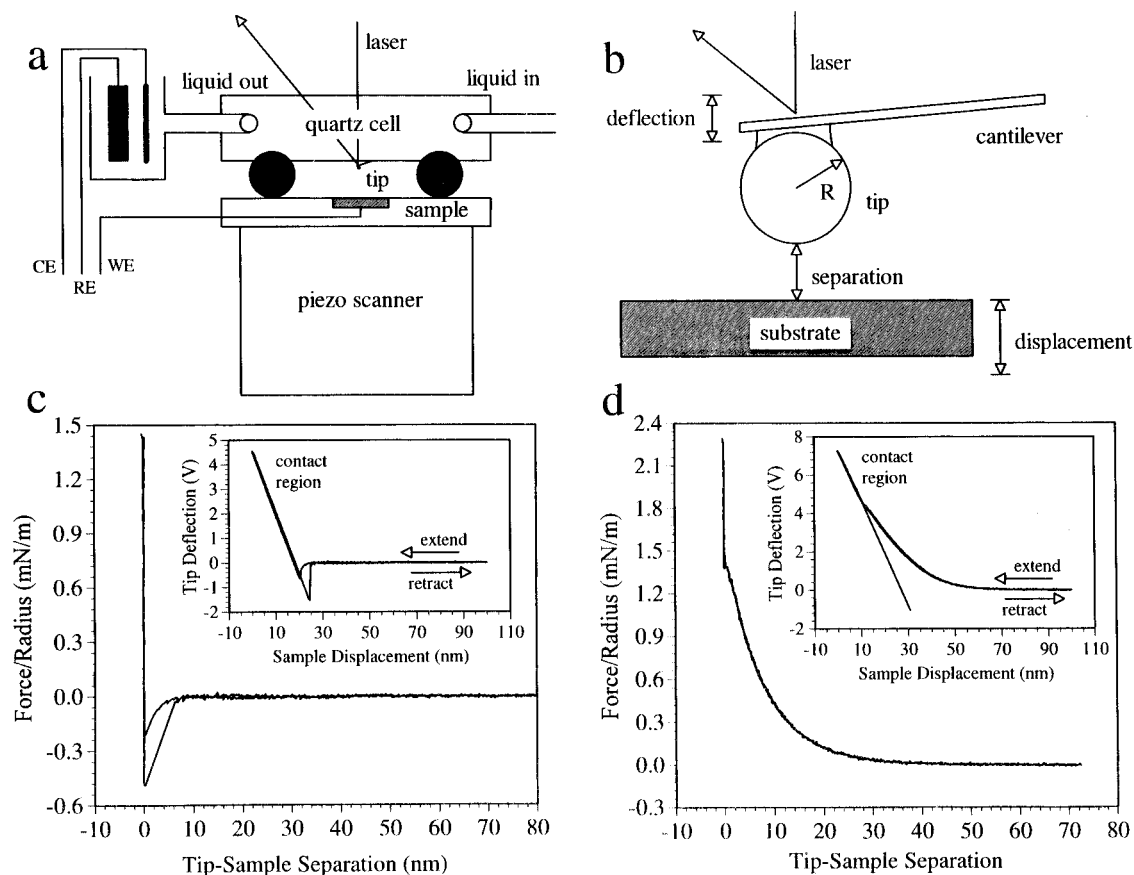 a
laser
liquid out
liquid in
quartz cell
tip
sample
CE
RE
WE
piezo scanner
b
laser
deflection
cantilever
R
tip
separation
substrate
displacement
c
1.5
1.2
0.9
0.6
0.3
0.0
-0.3
-0.6
Force/Radius (mN/m)
-10 0 10 20 30 40 50 60 70 80
Tip-Sample Separation (nm)
5
4
3
2
1
0
-1
-2
Tip Deflection (V)
contact
region
extend
retract
-10 10 30 50 70 90 110
Sample Displacement (nm)
d
2.4
2.1
1.8
1.5
1.2
0.9
0.6
0.3
0.0
-0.3
Force/Radius (mN/m)
-10 0 10 20 30 40 50 60 70 80
Tip-Sample Separation
8
6
4
2
0
-2
Tip Deflection (V)
contact
region
extend
retract
-10 10 30 50 70 90 110
Sample Displacement (nm)